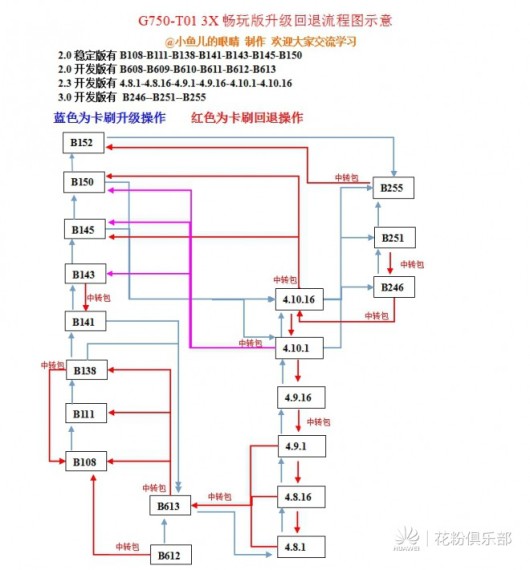 G750-T01 3X 畅玩版升级回退流程图示意
@小鱼儿的眼睛 制作 欢迎大家交流学习
2.0 稳定版有 B108-B111-B138-B141-B143-B145-B150
2.0 开发版有 B608-B609-B610-B611-B612-B613
2.3 开发版有 4.8.1-4.8.16-4.9.1-4.9.16-4.10.1-4.10.16
3.0 开发版有 B246--B251--B255
蓝色为卡刷升级操作 红色为卡刷回退操作
B152
中转包
B150
B255
B145
B251
B143
中转包
中转包
B246
4.10.16
中转包
B141
中转包
4.10.1
中转包
B138
4.9.16
B111
中转包
4.9.1
B108
中转包
4.8.16
中转包
B613
中转包
4.8.1
B612
HUAWEI
花粉俱乐部